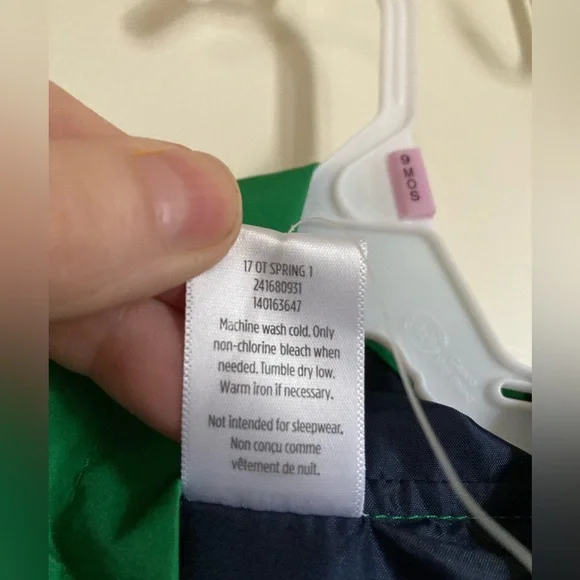 9 MOS
17 OT SPRING 1
241680931
140163647
Machine wash cold. Only
non-chlorine bleach when
needed. Tumble dry low.
Warm iron if necessary.
Not intended for sleepwear.
Non conçu comme
vêtement de nuit.